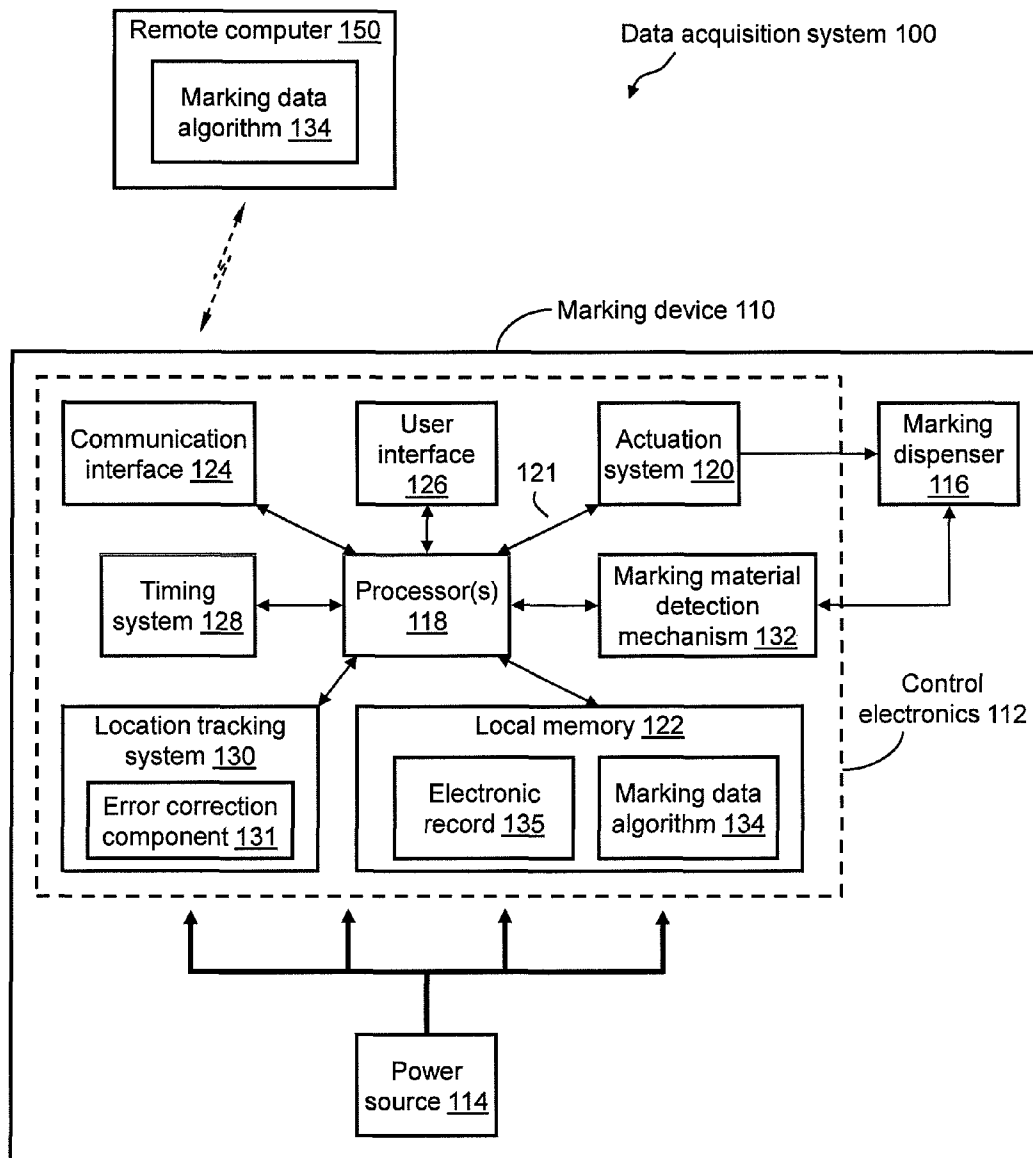 Remote computer 150
Marking data
algorithm 134
Data acquisition system 100
Marking device 110
Communication
interface 124
User
interface
126
Actuation
system 120
Marking
dispenser
116
121
Timing
system 128
Processor(s)
118
Marking material
detection
mechanism 132
Location tracking
system 130
Error correction
component 131
Local memory 122
Electronic
record 135
Marking data
algorithm 134
Control
electronics 112
Power
source 114